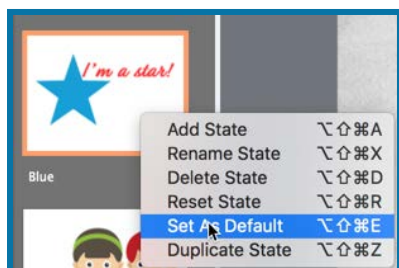 I'm a star!
Blue
Add State ⌥⇧⌘A
Rename State ⌥⇧⌘X
Delete State ⌥⇧⌘D
Reset State ⌥⇧⌘R
Set As Default ⌥⇧⌘E
Duplicate State ⌥⇧⌘Z